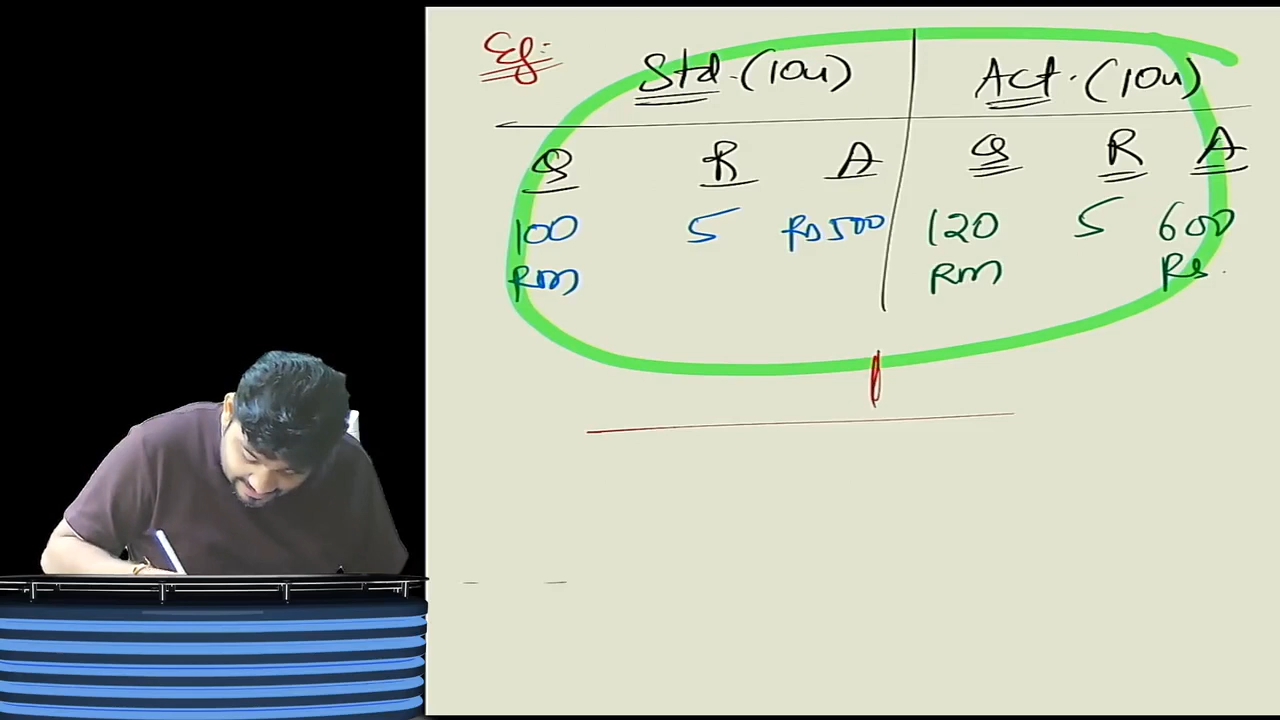 Eg:
Std. (10u) Act. (10u)
Q R A Q R A
100 5 Rs 500 120 5 600
RM RM Rs.